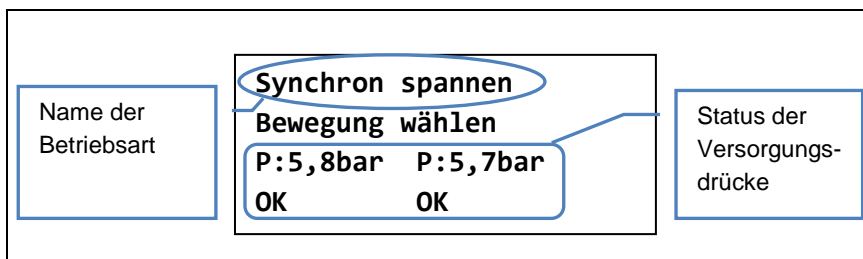 Name der
Betriebsart
Synchron spannen
Bewegung wählen
P:5,8bar P:5,7bar
OK OK
Status der
Versorgungs-
drücke